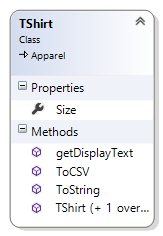 TShirt
Class
Apparel
Properties
Size
Methods
getDisplayText
ToCSV
ToString
TShirt (+ 1 over...